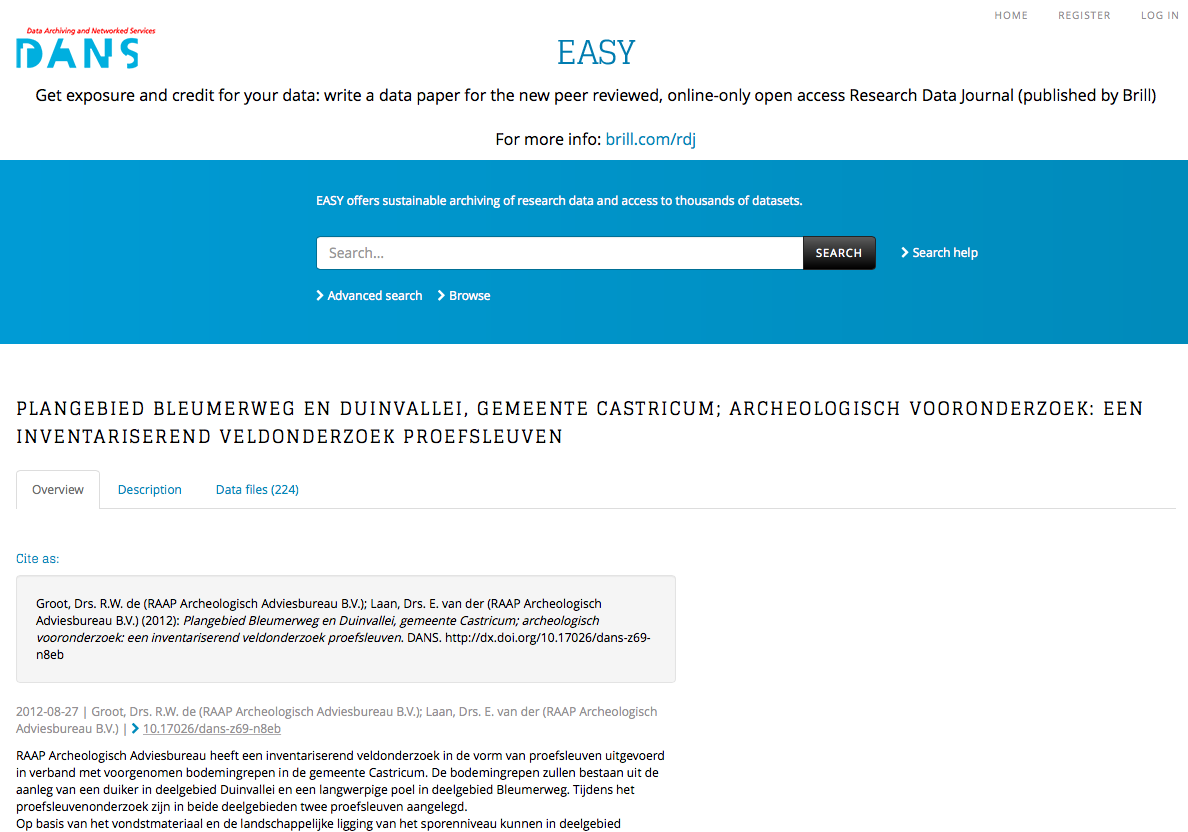 HOME REGISTER LOG IN
Data Archiving and Networked Services
DANS
EASY
Get exposure and credit for your data: write a data paper for the new peer reviewed, online-only open access Research Data Journal (published by Brill)
For more info: brill.com/rdj
EASY offers sustainable archiving of research data and access to thousands of datasets.
Search... SEARCH Search help
Advanced search Browse
PLANGEBIED BLEUMERWEG EN DUINVALLEI, GEMEENTE CASTRICUM; ARCHEOLOGISCH VOORONDERZOEK: EEN
INVENTARISEREND VELDONDERZOEK PROEFSLEUVEN
Overview Description Data files (224)
Cite as:
Groot, Drs. R.W. de (RAAP Archeologisch Adviesbureau B.V.); Laan, Drs. E. van der (RAAP Archeologisch
Adviesbureau B.V.) (2012): Plangebied Bleumerweg en Duinvallei, gemeente Castricum; archeologisch
vooronderzoek: een inventariserend veldonderzoek proefsleuven. DANS. http://dx.doi.org/10.17026/dans-z69-
n8eb
2012-08-27 | Groot, Drs. R.W. de (RAAP Archeologisch Adviesbureau B.V.); Laan, Drs. E. van der (RAAP Archeologisch
Adviesbureau B.V.) | 10.17026/dans-z69-n8eb
RAAP Archeologisch Adviesbureau heeft een inventariserend veldonderzoek in de vorm van proefsleuven uitgevoerd
in verband met voorgenomen bodemingrepen in de gemeente Castricum. De bodemingrepen zullen bestaan uit de
aanleg van een duiker in deelgebied Duinvallei en een langwerpige poel in deelgebied Bleumerweg. Tijdens het
proefsleuvenonderzoek zijn in beide deelgebieden twee proefsleuven aangelegd.
Op basis van het vondstmateriaal en de landschappelijke ligging van het sporenniveau kunnen in deelgebied